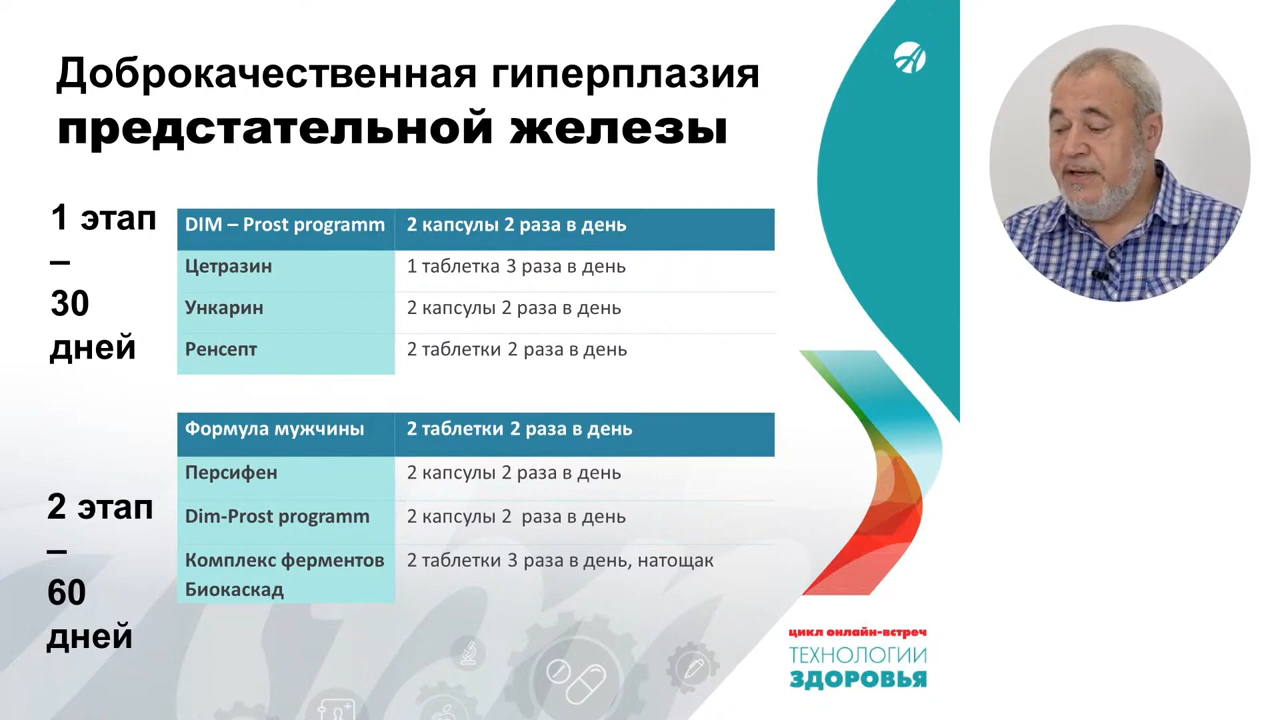 Доброкачественная гиперплазия
предстательной железы
1 этап
–
30
дней
DIM – Prost programm 2 капсулы 2 раза в день
Цетразин 1 таблетка 3 раза в день
Ункарин 2 капсулы 2 раза в день
Ренсепт 2 таблетки 2 раза в день
2 этап
–
60
дней
Формула мужчины 2 таблетки 2 раза в день
Персифен 2 капсулы 2 раза в день
Dim-Prost programm 2 капсулы 2 раза в день
Комплекс ферментов 2 таблетки 3 раза в день, натощак
Биокаскад
цикл онлайн-встреч
ТЕХНОЛОГИИ
ЗДОРОВЬЯ